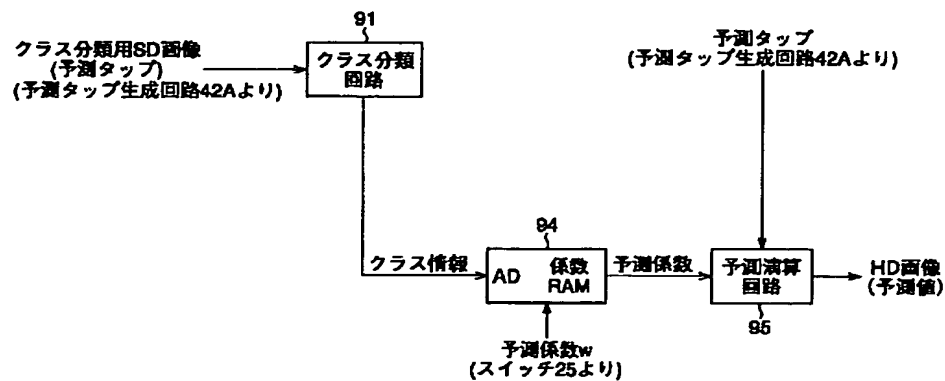 91
クラス分類用SD画像
(予測タップ)
(予測タップ生成回路42Aより)
クラス分類
回路
予測タップ
(予測タップ生成回路42Aより)
94
クラス情報
AD
係数
RAM
予測係数
予測演算
回路
95
HD画像
(予測値)
予測係数w
(スイッチ25より)